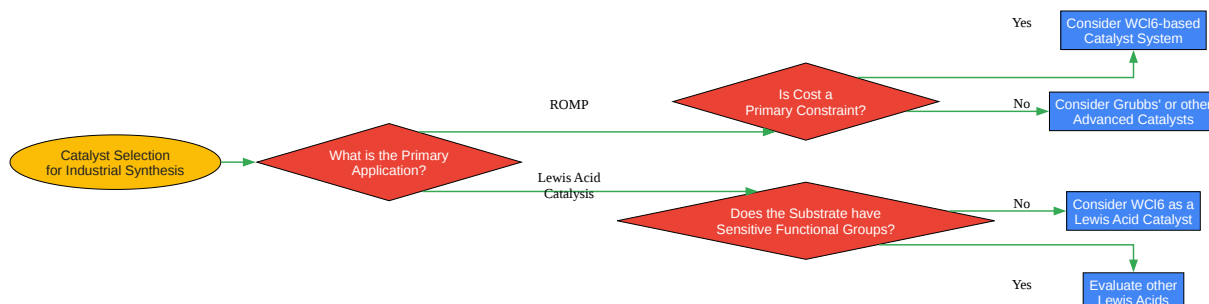 Catalyst Selection
for Industrial Synthesis
What is the Primary
Application?
ROMP
Is Cost a
Primary Constraint?
Yes
Consider WCl6-based
Catalyst System
No
Consider Grubbs' or other
Advanced Catalysts
Lewis Acid
Catalysis
Does the Substrate have
Sensitive Functional Groups?
No
Consider WCl6 as a
Lewis Acid Catalyst
Yes
Evaluate other
Lewis Acids